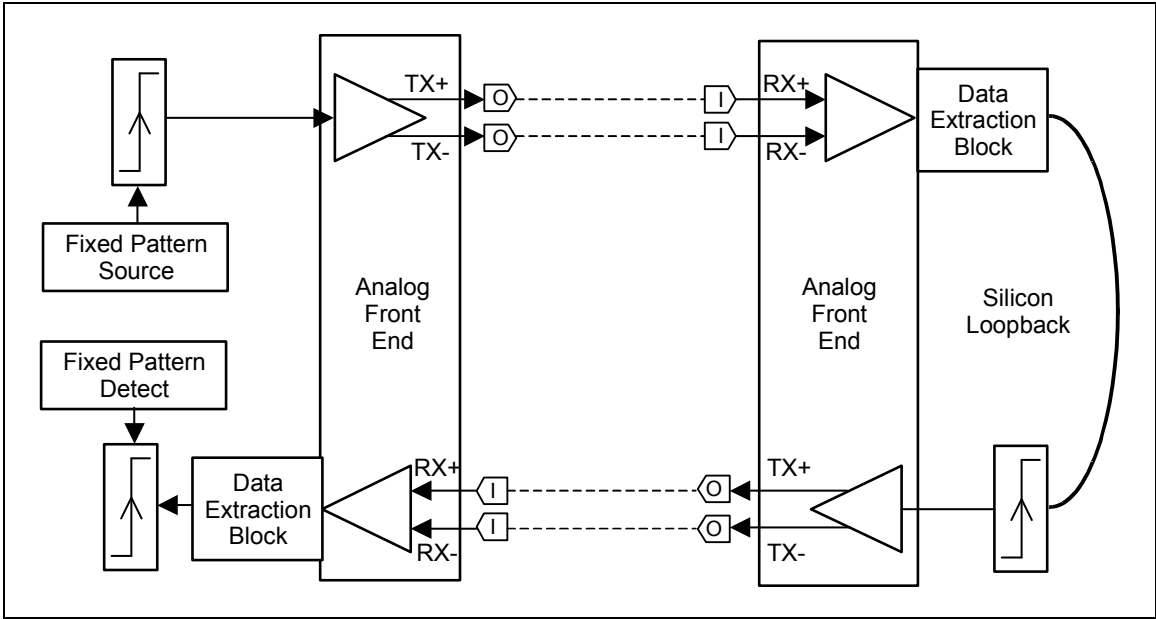 TX+
O
I
RX+
TX-
O
I
RX-
Data
Extraction
Block
Fixed Pattern
Source
Analog
Front
End
Analog
Front
End
Silicon
Loopback
Fixed Pattern
Detect
Data
Extraction
Block
RX+
I
O
TX+
RX-
I
O
TX-